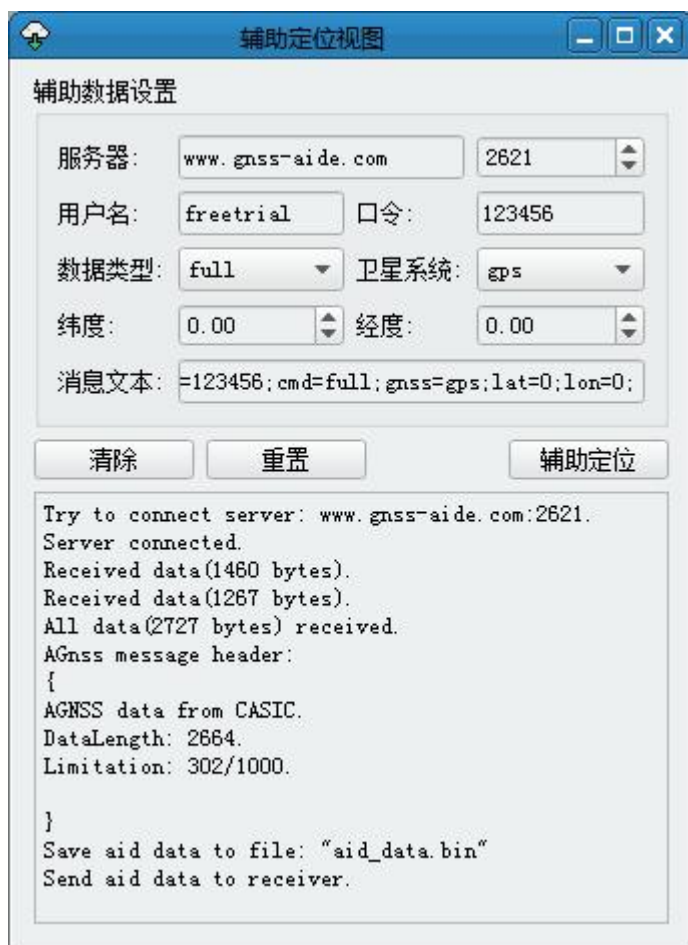 辅助定位视图
辅助数据设置
服务器: www.gnss-aide.com 2621
用户名: freetrial 口令: 123456
数据类型: full 卫星系统: gps
纬度: 0.00 经度: 0.00
消息文本: =123456;cmd=full;gnss=gps;lat=0;lon=0;
清除 重置 辅助定位
Try to connect server: www.gnss-aide.com:2621.
Server connected.
Received data(1460 bytes).
Received data(1267 bytes).
All data(2727 bytes) received.
AGnss message header:
{
AGNSS data from CASIC.
DataLength: 2664.
Limitation: 302/1000.
}
Save aid data to file: "aid_data.bin"
Send aid data to receiver.